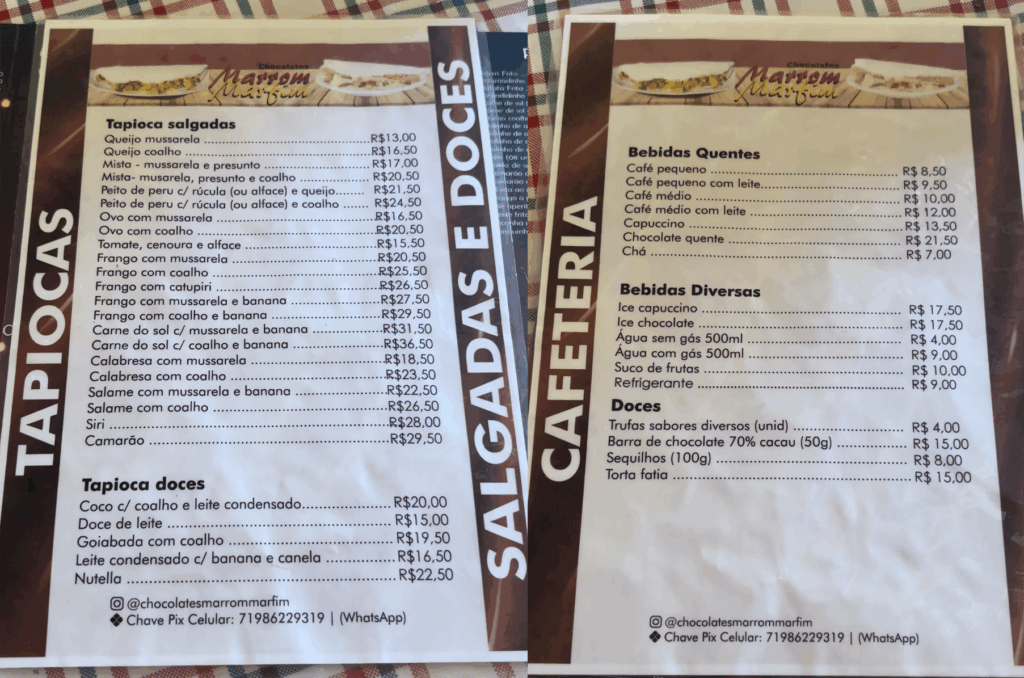 TAPIOCAS
SALGADAS E DOCES
Chocolates
Marrom
Marfim
Tapioca salgadas
Queijo mussarela ........ R$13,00
Queijo coalho ........ R$16,50
Mista - mussarela e presunto ........ R$17,00
Mista- musarela, presunto e coalho ........ R$20,50
Peito de peru c/ rúcula (ou alface) e queijo........ R$21,50
Peito de peru c/ rúcula (ou alface) e coalho ........ R$24,50
Ovo com mussarela ........ R$16,50
Ovo com coalho ........ R$20,50
Tomate, cenoura e alface ........ R$15,50
Frango com mussarela ........ R$20,50
Frango com coalho ........ R$25,50
Frango com catupiri ........ R$26,50
Frango com mussarela e banana ........ R$27,50
Frango com coalho e banana ........ R$29,50
Carne do sol c/ mussarela e banana ........ R$31,50
Carne do sol c/ coalho e banana ........ R$36,50
Calabresa com mussarela ........ R$18,50
Calabresa com coalho ........ R$23,50
Salame com mussarela e banana ........ R$22,50
Salame com coalho ........ R$26,50
Siri ........ R$28,00
Camarão ........ R$29,50
Tapioca doces
Coco c/ coalho e leite condensado........ R$20,00
Doce de leite ........ R$15,00
Goiabada com coalho ........ R$19,50
Leite condensado c/ banana e canela ........ R$16,50
Nutella ........ R$22,50
@chocolatesmarrommarfim
Chave Pix Celular: 71986229319 | (WhatsApp)
CAFETERIA
Chocolates
Marrom
Marfim
Bebidas Quentes
Café pequeno ........ R$ 8,50
Café pequeno com leite........ R$ 9,50
Café médio ........ R$ 10,00
Café médio com leite ........ R$ 12,00
Capuccino ........ R$ 13,50
Chocolate quente ........ R$ 21,50
Chá ........ R$ 7,00
Bebidas Diversas
Ice capuccino ........ R$ 17,50
Ice chocolate ........ R$ 17,50
Água sem gás 500ml ........ R$ 4,00
Água com gás 500ml ........ R$ 9,00
Suco de frutas ........ R$ 10,00
Refrigerante ........ R$ 9,00
Doces
Trufas sabores diversos (unid) ........ R$ 4,00
Barra de chocolate 70% cacau (50g) ........ R$ 15,00
Sequilhos (100g) ........ R$ 8,00
Torta fatia ........ R$ 15,00
@chocolatesmarrommarfim
Chave Pix Celular: 71986229319 | (WhatsApp)